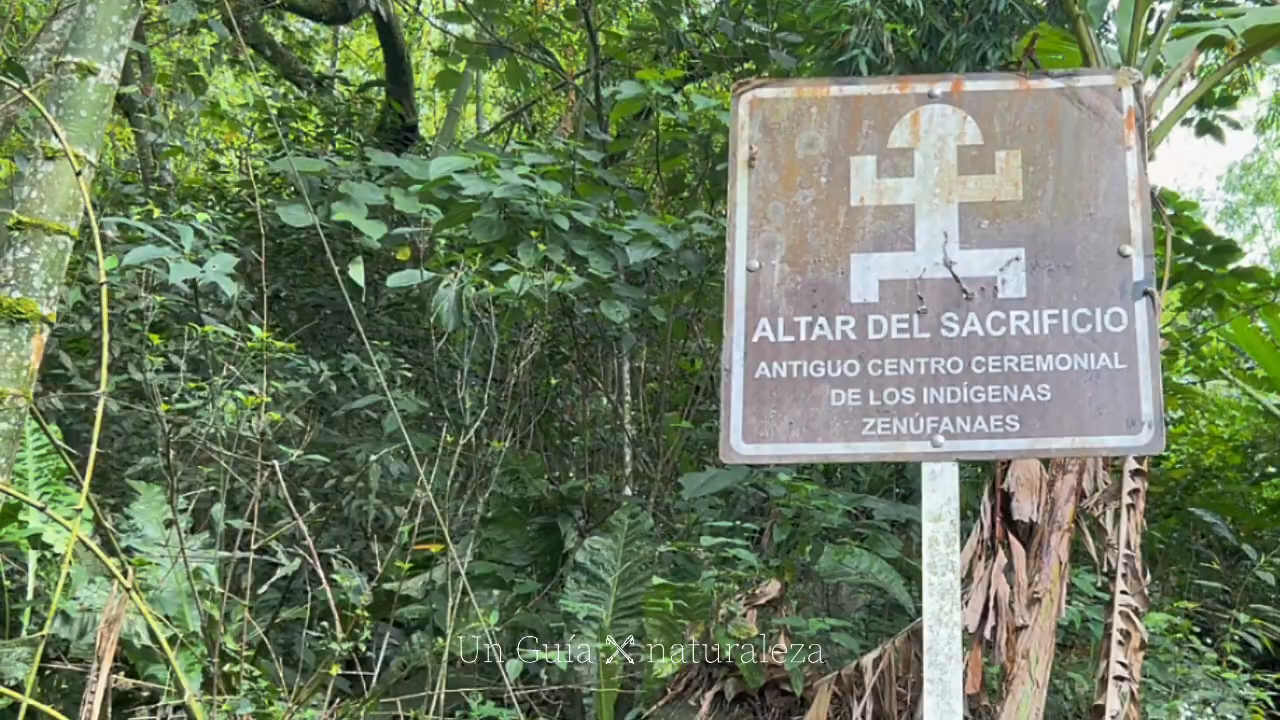 ALTAR DEL SACRIFICIO
ANTIGUO CENTRO CEREMONIAL
DE LOS INDÍGENAS
ZENÚFANAES
Un Guía naturaleza